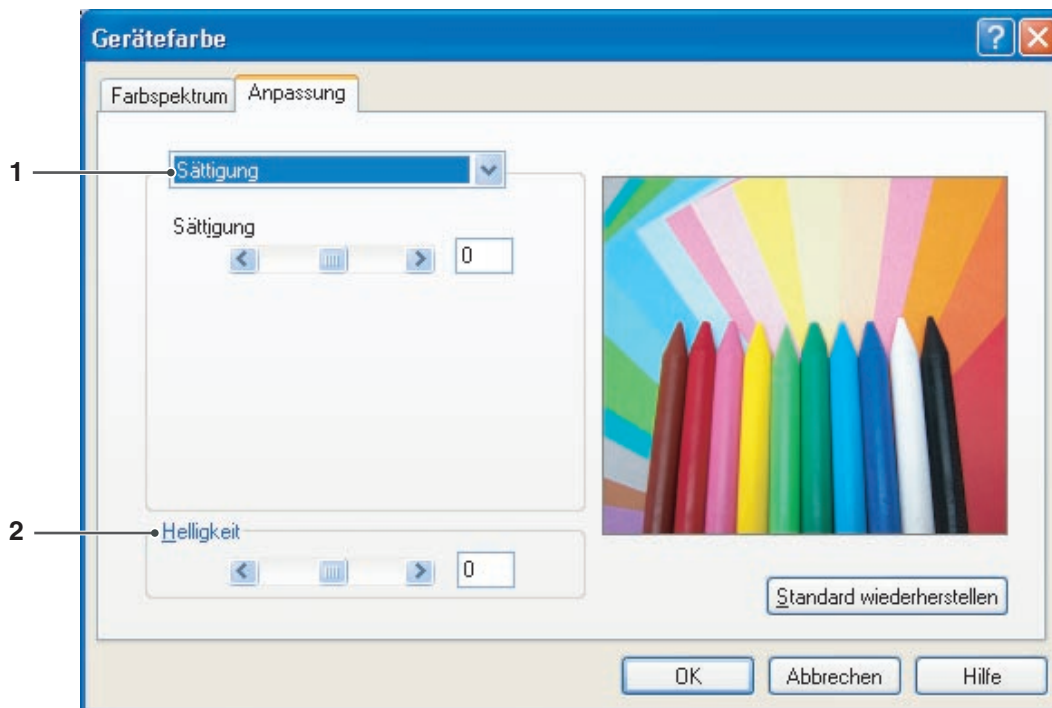 Gerätefarbe
Farbspektrum Anpassung
1 Sättigung
Sättigung
0
2 Helligkeit
0
Standard wiederherstellen
OK Abbrechen Hilfe